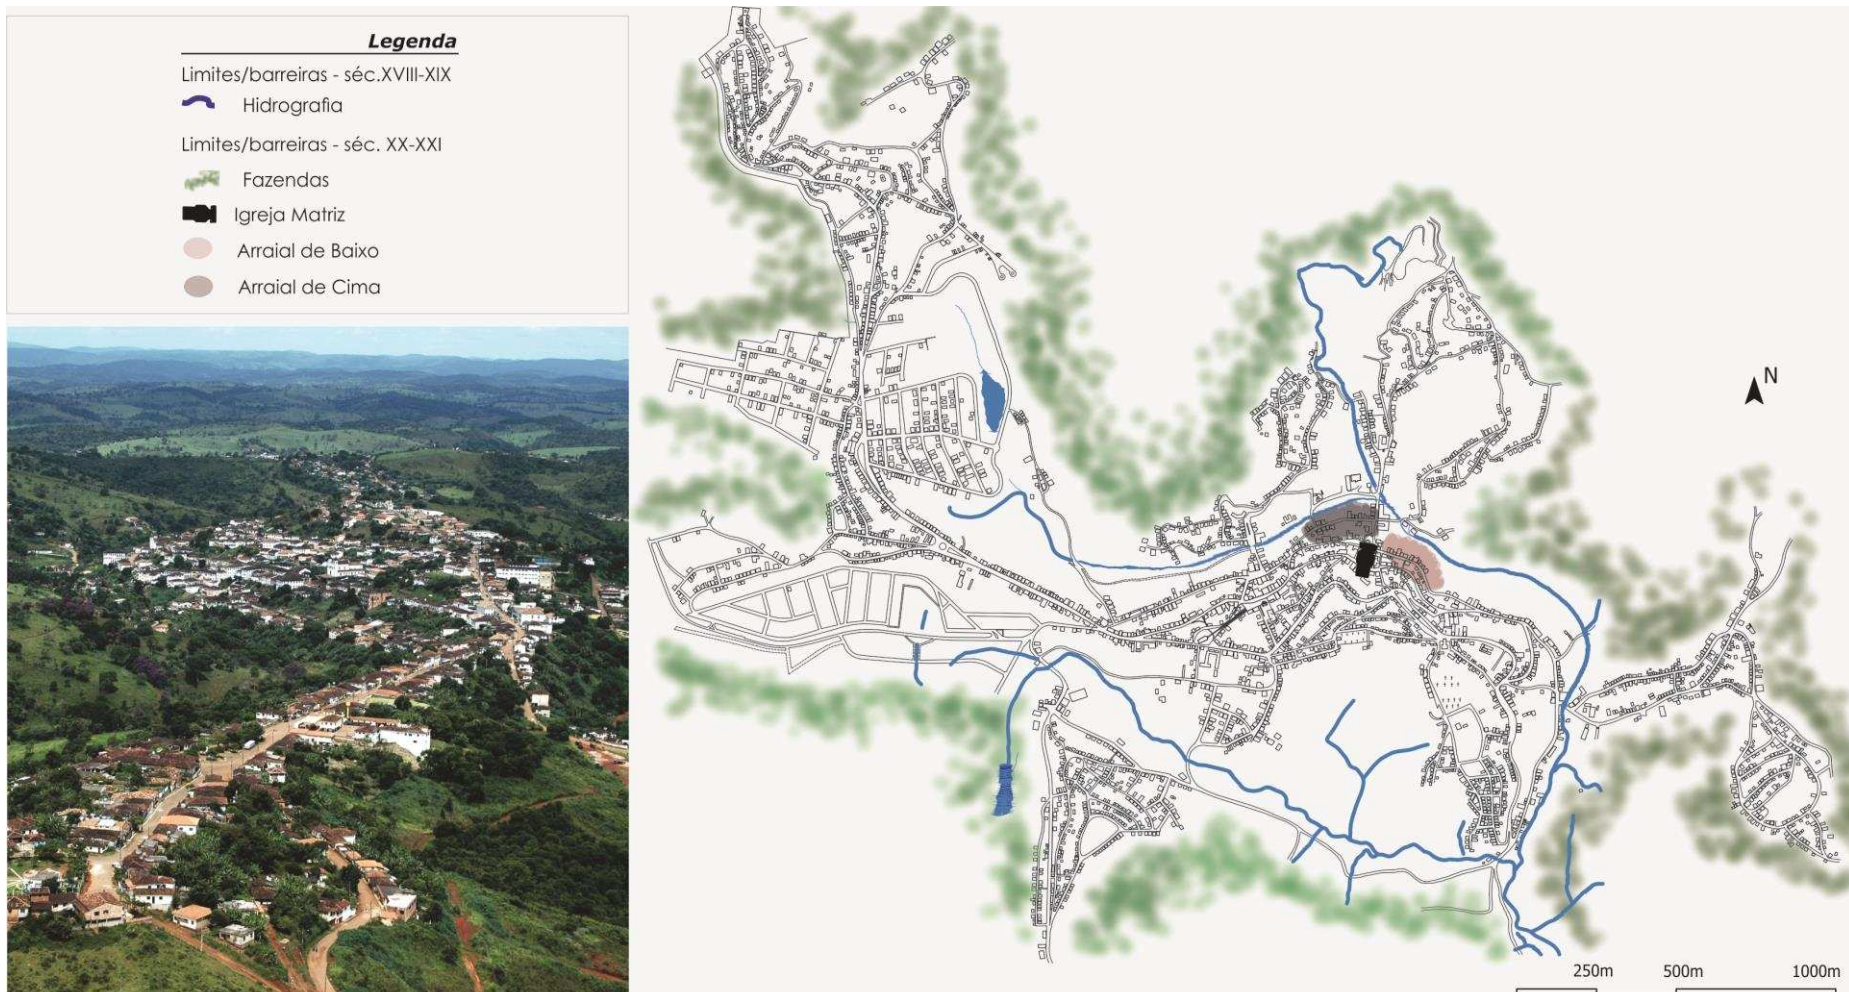 Legenda
Limites/barreiras - séc.XVIII-XIX
Hidrografia
Limites/barreiras - séc. XX-XXI
Fazendas
Igreja Matriz
Arraial de Baixo
Arraial de Cima
N
250m 500m 1000m